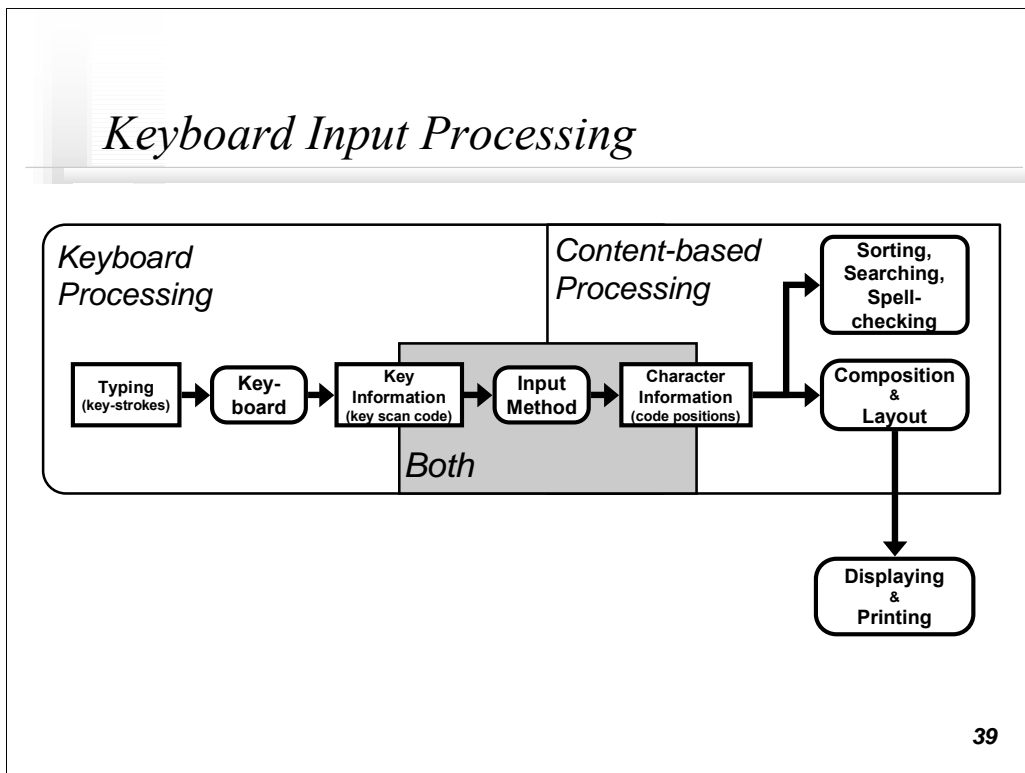 Keyboard Input Processing
Keyboard
Processing
Content-based
Processing
Sorting,
Searching,
Spell-
checking
Typing
(key-strokes)
Key-
board
Key
Information
(key scan code)
Input
Method
Character
Information
(code positions)
Composition
&
Layout
Both
Displaying
&
Printing
39